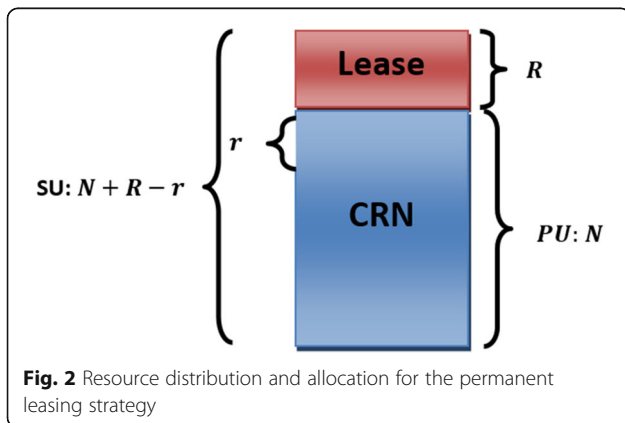 Lease
R
r
SU: N + R − r
CRN
PU: N
Fig. 2 Resource distribution and allocation for the permanent
leasing strategy